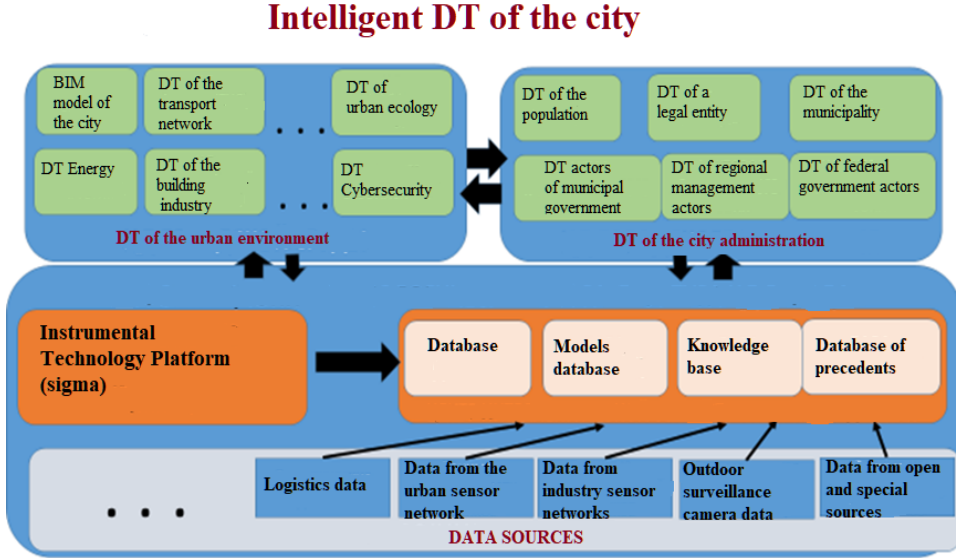 Intelligent DT of the city
BIM
model of
the city
DT of the
transport
network
. . .
DT of
urban ecology
DT Energy
DT of the
building
industry
. . .
DT
Cybersecurity
DT of the urban environment
DT of the
population
DT of a
legal entity
DT of the
municipality
DT actors
of municipal
government
DT of regional
management
actors
DT of federal
government actors
DT of the city administration
Instrumental
Technology Platform
(sigma)
Database
Models
database
Knowledge
base
Database of
precedents
. . .
Logistics data
Data from the
urban sensor
network
Data from
industry sensor
networks
Outdoor
surveillance
camera data
Data from open
and special
sources
DATA SOURCES